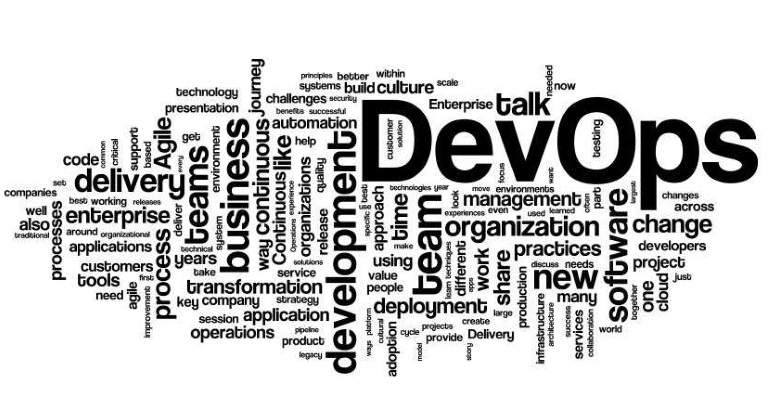 DevOps
principles
better
within
systems
build
culture
scale
technology
journey
challenges
security
presentation
benefits
successful
Enterprise
talk
needed
now
automation
Agile
support
based
critical
common
code
get
every
environment
teams
business
continuous
way
like
Continuous
help
Operations
experience
organizations
quality
release
development
customer
solution
testing
focus
want
companies
set
delivery
best
working
releases
deliver
well
also
traditional
processes
enterprise
around
organizational
applications
process
technical
system
years
solutions
customers
take
service
tools
first
need
agile
improvement
transformation
key
company
strategy
session
application
operations
pipeline
product
legacy
specific
use
best
approach
technologies
year
time
make
team
look
move
environments
management
experiences
used
learned
often
part
largest
changes
across
organization
software
change
developers
using
value
people
learn
techniques
apps
different
work
share
practices
discuss
needs
new
project
together
one
cloud
just
deployment
large
production
many
infrastructure
architecture
success
services
collaboration
world
ways
platform
cultural
adoption
cycle
projects
create
provide
Delivery
model
story